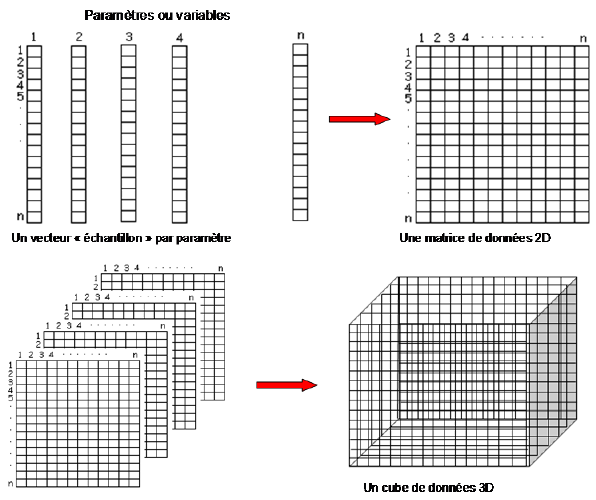 Paramètres ou variables
1 2 3 4 n
1
2
3
4
5
.
.
.
n
Un vecteur « échantillon » par paramètre
1 2 3 4 . . . . . . n
1
2
3
4
5
.
.
.
n
Une matrice de données 2D
1 2 3 4 . . . . . . . n
1
2
1 2 3 4 . . . . . . . n
1
2
1 2 3 4 . . . . . . . n
1
2
1 2 3 4 . . . . . . . n
1
2
3
4
5
.
.
.
n
Un cube de données 3D